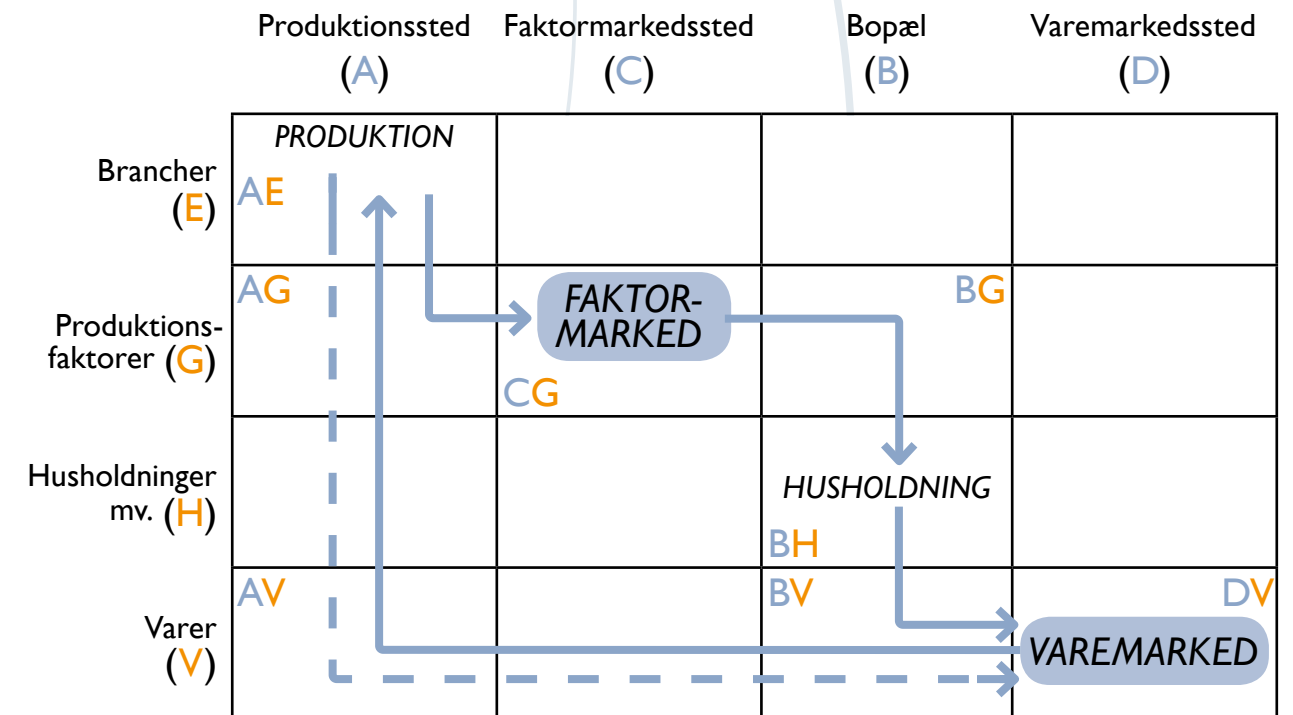 Produktionssted Faktormarkedssted Bopæl Varemarkedssted
(A) (C) (B) (D)
PRODUKTION
Brancher
(E)
AE
AG
BG
FAKTOR-
MARKED
Produktions-
faktorer (G)
CG
Husholdninger
mv. (H)
HUSHOLDNING
BH
AV BV DV
Varer
(V)
VAREMARKED